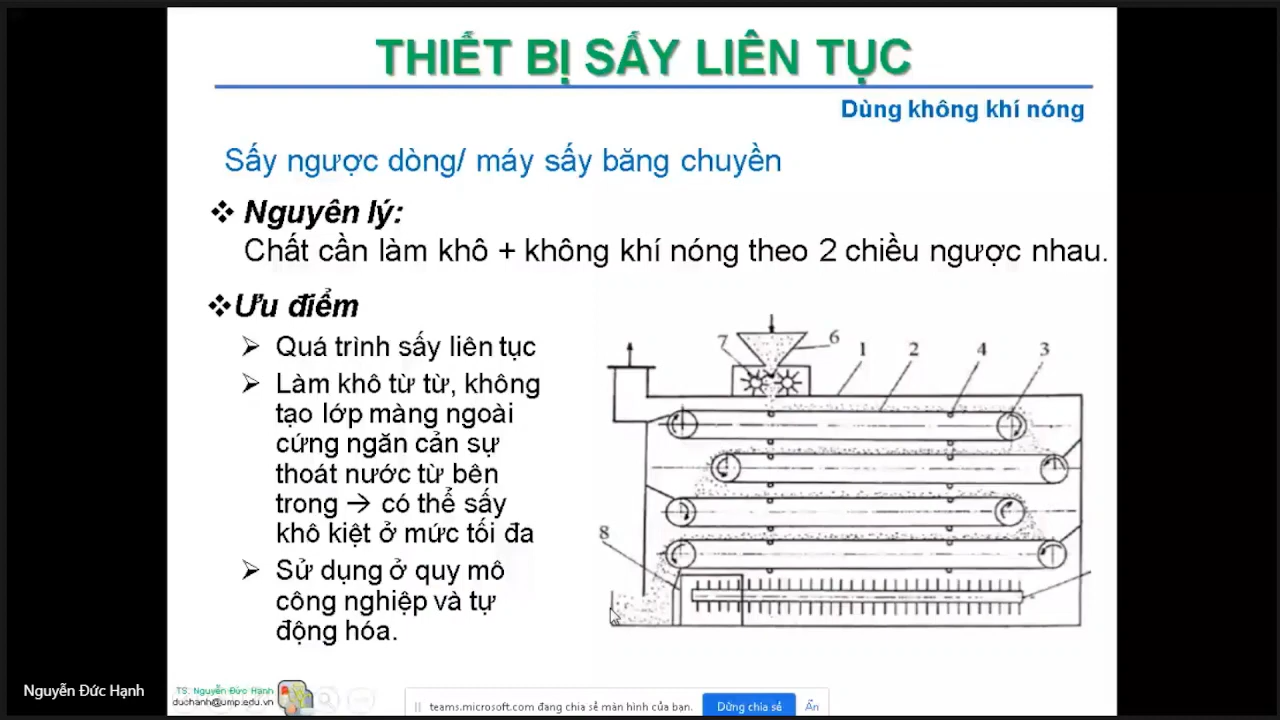 THIẾT BỊ SẤY LIÊN TỤC
Dùng không khí nóng
Sấy ngược dòng/ máy sấy băng chuyền
❖ Nguyên lý:
Chất cần làm khô + không khí nóng theo 2 chiều ngược nhau.
❖Ưu điểm
➢ Quá trình sấy liên tục
➢ Làm khô từ từ, không
tạo lớp màng ngoài
cứng ngăn cản sự
thoát nước từ bên
trong → có thể sấy
khô kiệt ở mức tối đa
➢ Sử dụng ở quy mô
công nghiệp và tự
động hóa.
7 6 1 2 4 3
8
Nguyễn Đức Hạnh
TS. Nguyễn Đức Hạnh
duchanh@ump.edu.vn
teams.microsoft.com đang chia sẻ màn hình của bạn. Dừng chia sẻ Ẩn